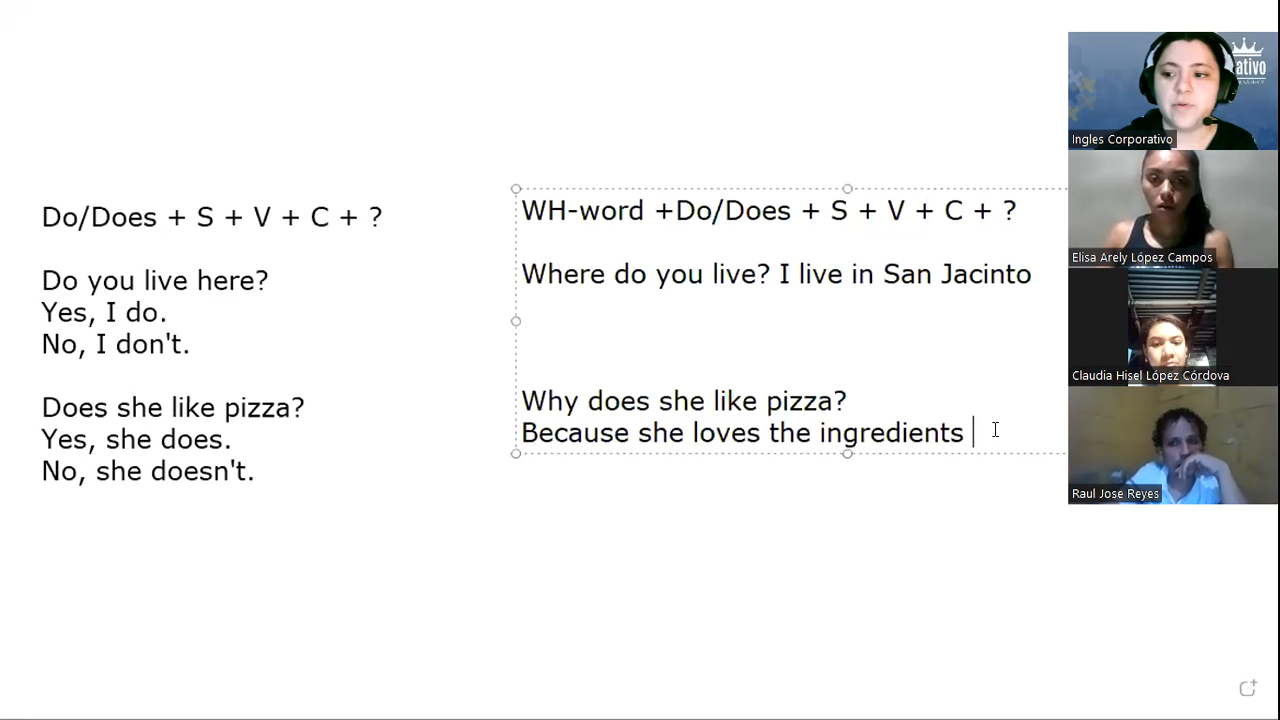 Do/Does + S + V + C + ?
Do you live here?
Yes, I do.
No, I don't.
Does she like pizza?
Yes, she does.
No, she doesn't.
WH-word +Do/Does + S + V + C + ?
Where do you live? I live in San Jacinto
Why does she like pizza?
Because she loves the ingredients
ativo
Ingles Corporativo
Elisa Arely López Campos
Claudia Hisel López Córdova
Raul Jose Reyes